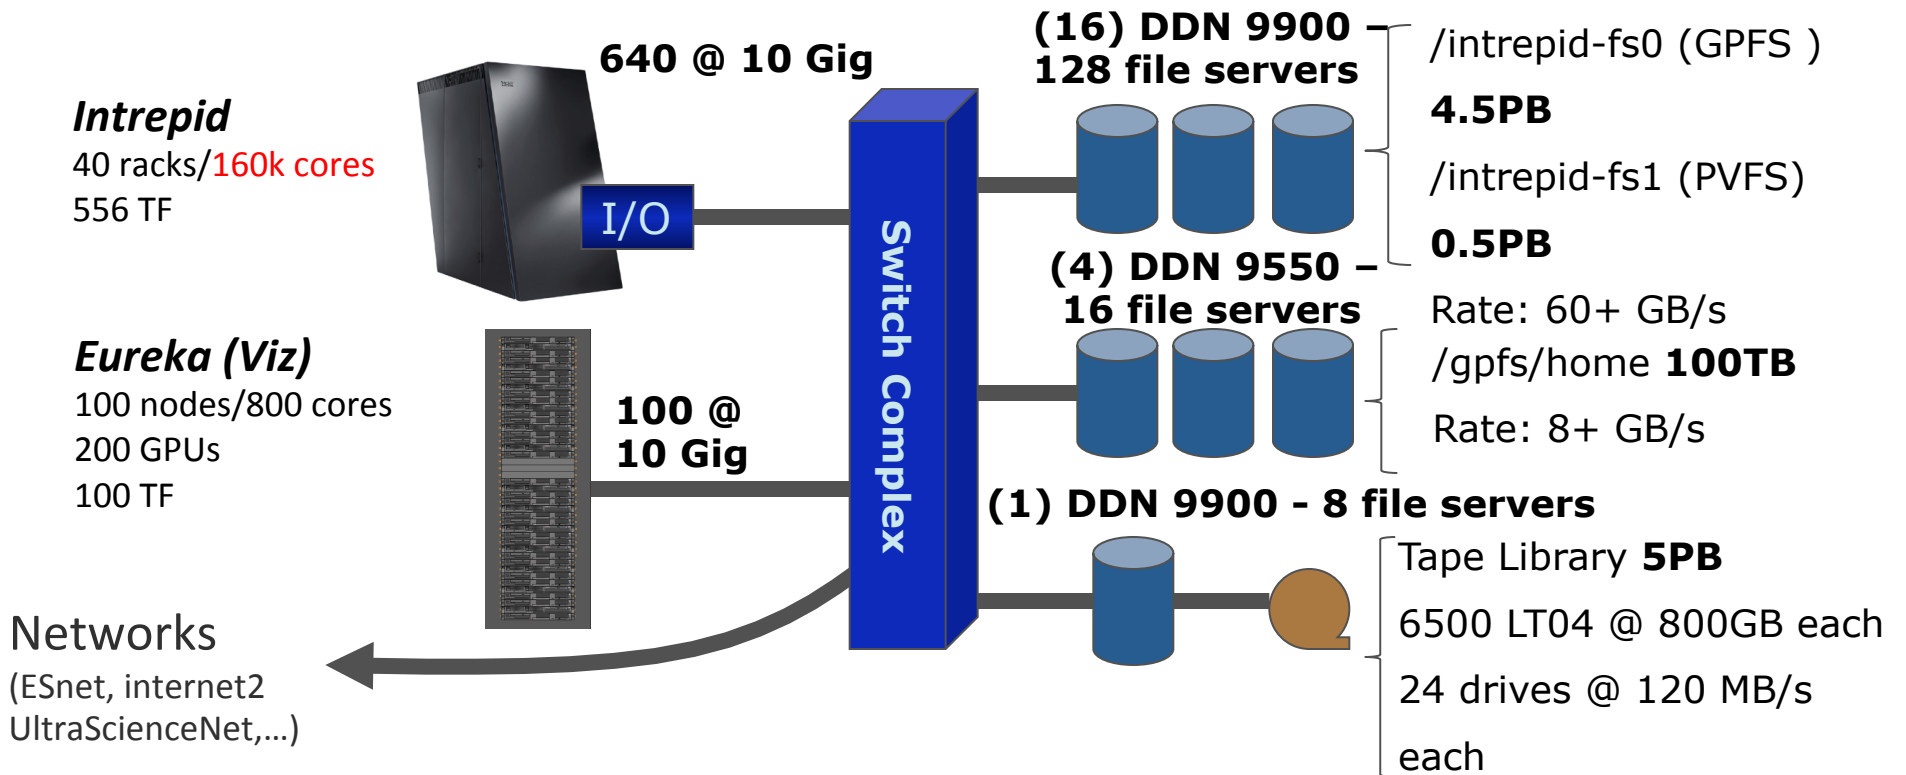 640 @ 10 Gig
Intrepid
40 racks/160k cores
556 TF
I/O
Eureka (Viz)
100 nodes/800 cores
200 GPUs
100 TF
100 @
10 Gig
Networks
(ESnet, internet2
UltraScienceNet,...)
Switch Complex
(16) DDN 9900 –
128 file servers
/intrepid-fs0 (GPFS )
4.5PB
/intrepid-fs1 (PVFS)
0.5PB
Rate: 60+ GB/s
(4) DDN 9550 –
16 file servers
/gpfs/home 100TB
Rate: 8+ GB/s
(1) DDN 9900 - 8 file servers
Tape Library 5PB
6500 LT04 @ 800GB each
24 drives @ 120 MB/s
each